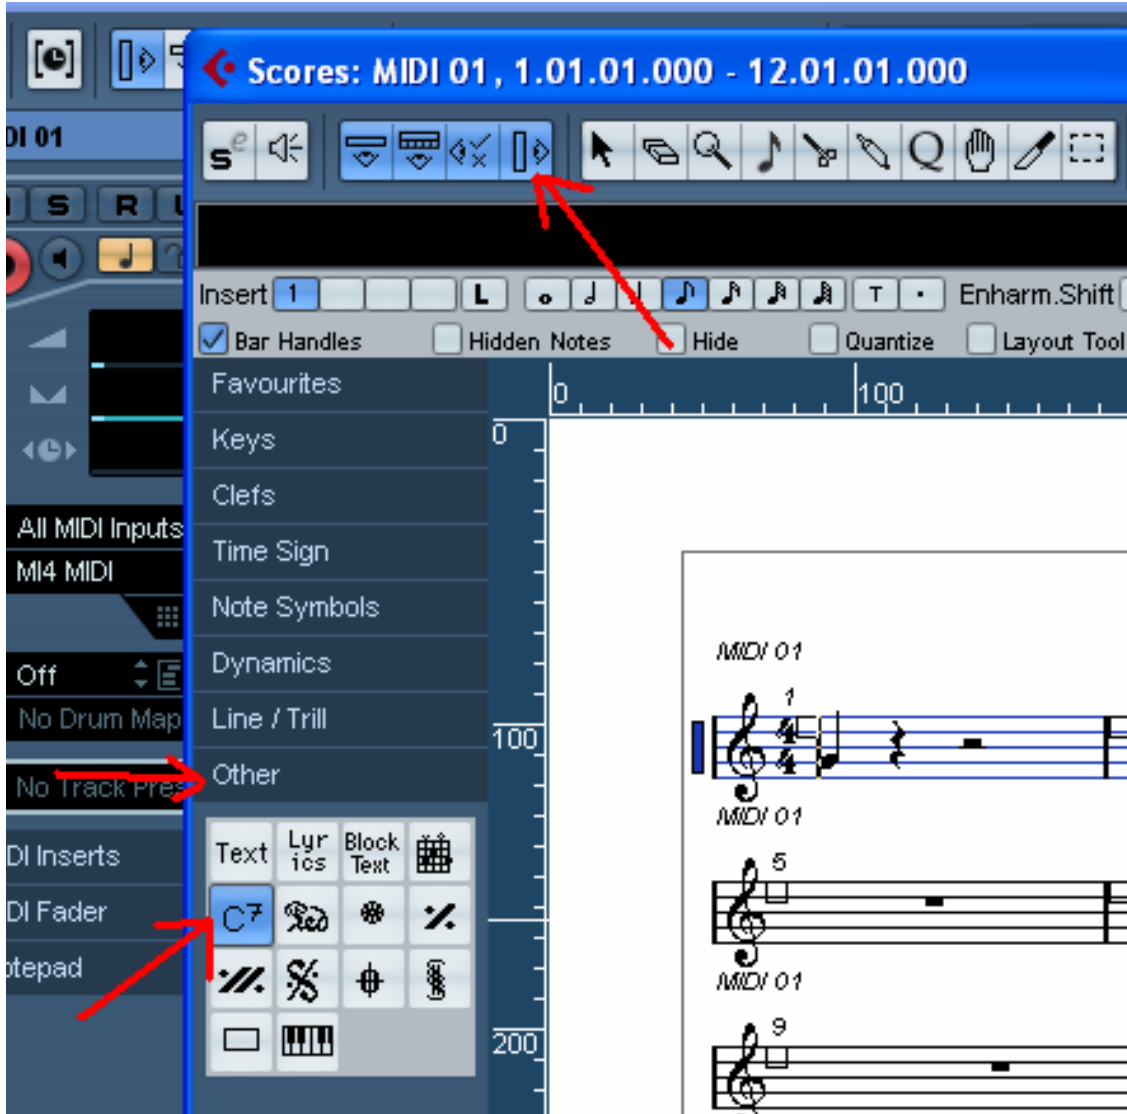 Scores: MIDI 01, 1.01.01.000 - 12.01.01.000
DI 01
S R
Insert 1 L T Enharm.Shift
Bar Handles Hidden Notes Hide Quantize Layout Tool
Favourites
Keys
Clefs
Time Sign
Note Symbols
Dynamics
Line / Trill
Other
Text Lyrics Block Text
C7
All MIDI Inputs
MI4 MIDI
Off
No Drum Map
No Track Pres
DI Inserts
DI Fader
otepad
0 100
0
100
200
MIDI 01
1
4
4
MIDI 01
5
MIDI 01
9